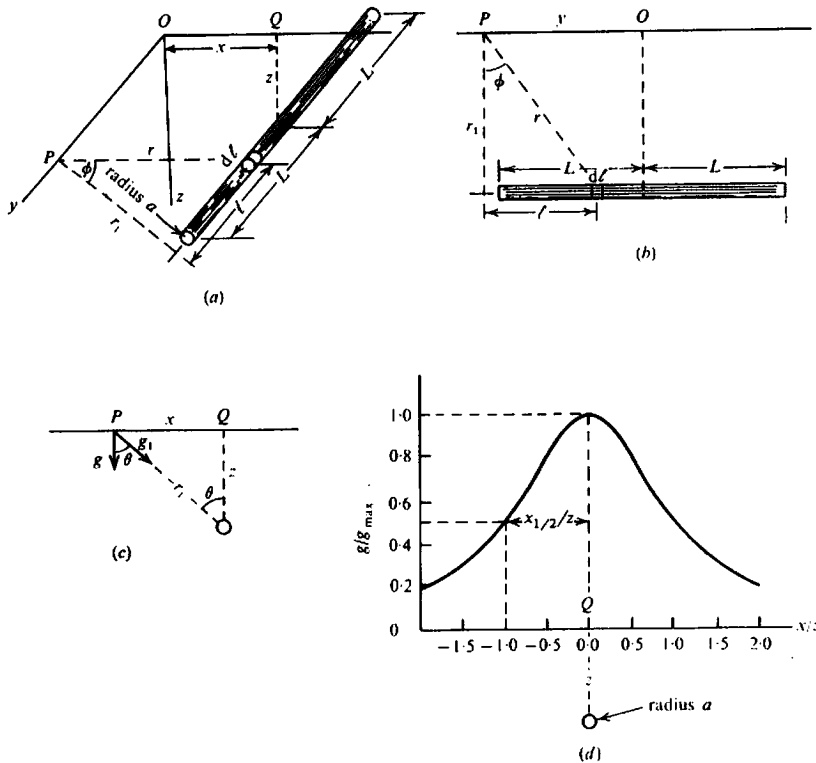 O
x
Q
z
L
P
r
dℓ
ϕ
radius a
L
z
ℓ
y
r₁
(a)
P
y
O
ϕ
r₁
r
L
L
dℓ
ℓ
(b)
P
x
Q
g
θ
g₁
r₁
θ
z
(c)
g/g max
1·0
0·8
0·6
0·4
0·2
0
x1/2/z
Q
−1·5 −1·0 −0·5 0·0 0·5 1·0 1·5 2·0
z
radius a
(d)